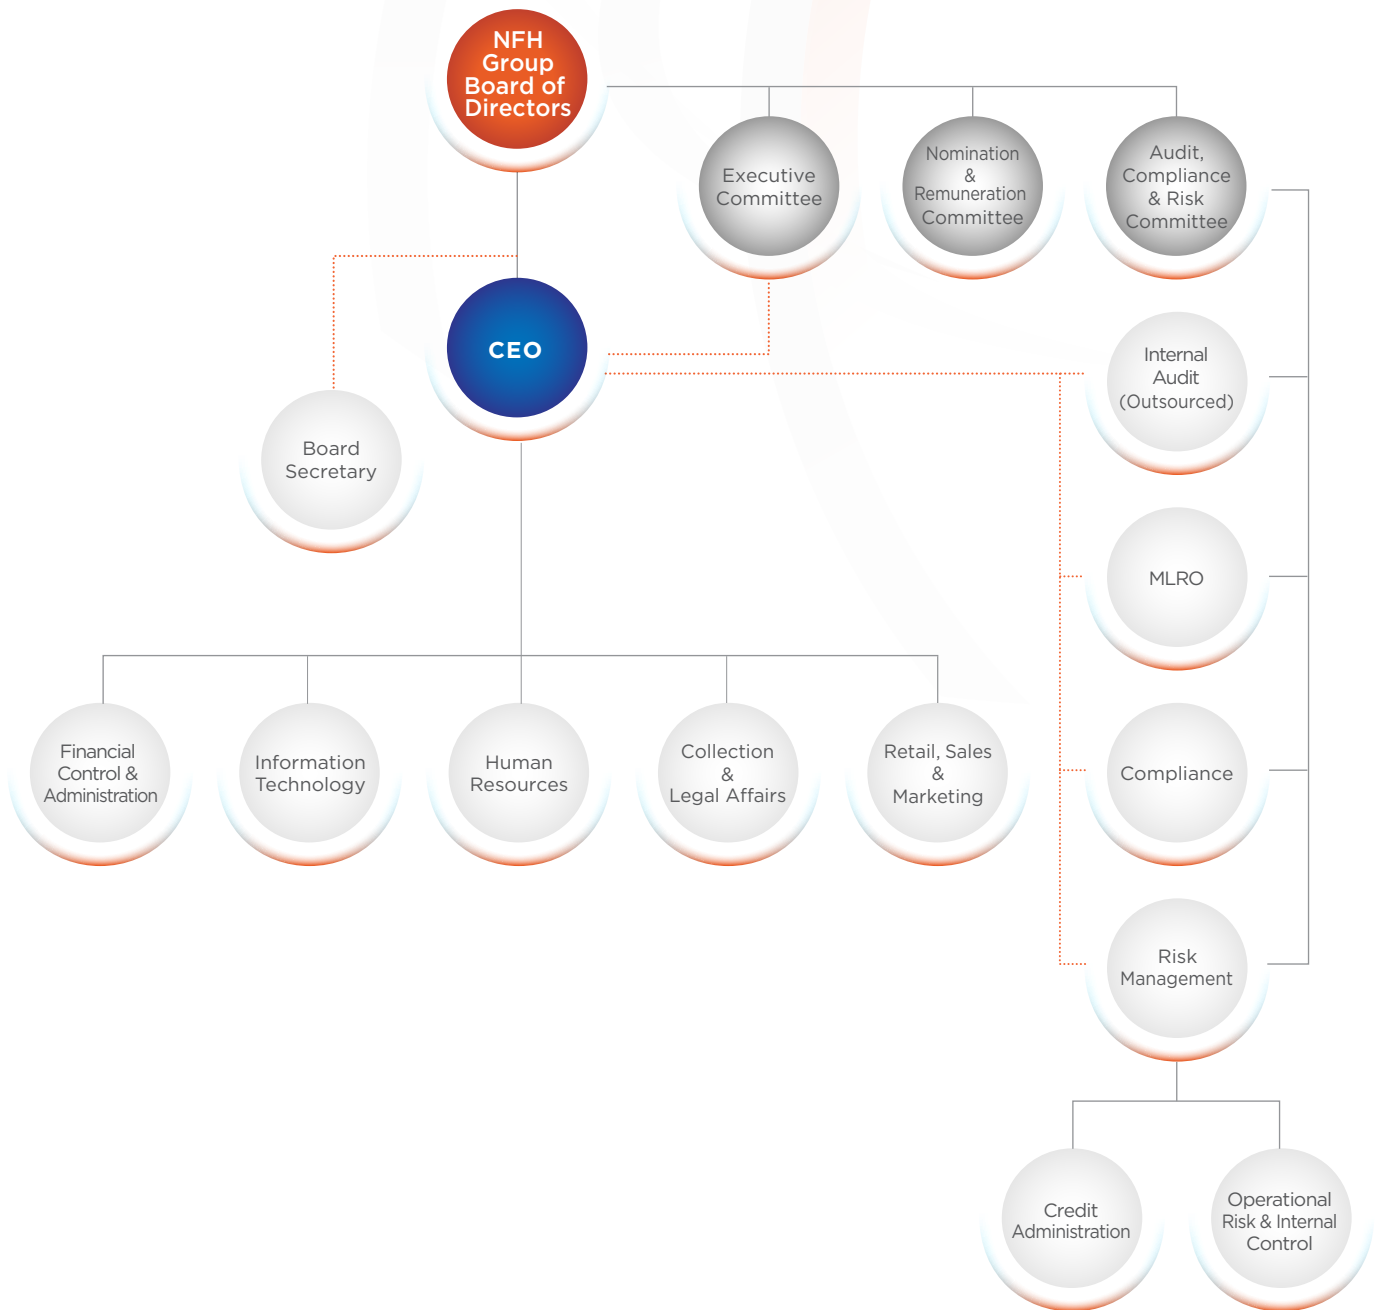 NFH
Group
Board of
Directors
Executive
Committee
Nomination
&
Remuneration
Committee
Audit,
Compliance
& Risk
Committee
CEO
Internal
Audit
(Outsourced)
Board
Secretary
MLRO
Financial
Control &
Administration
Information
Technology
Human
Resources
Collection
&
Legal Affairs
Retail, Sales
&
Marketing
Compliance
Risk
Management
Credit
Administration
Operational
Risk & Internal
Control